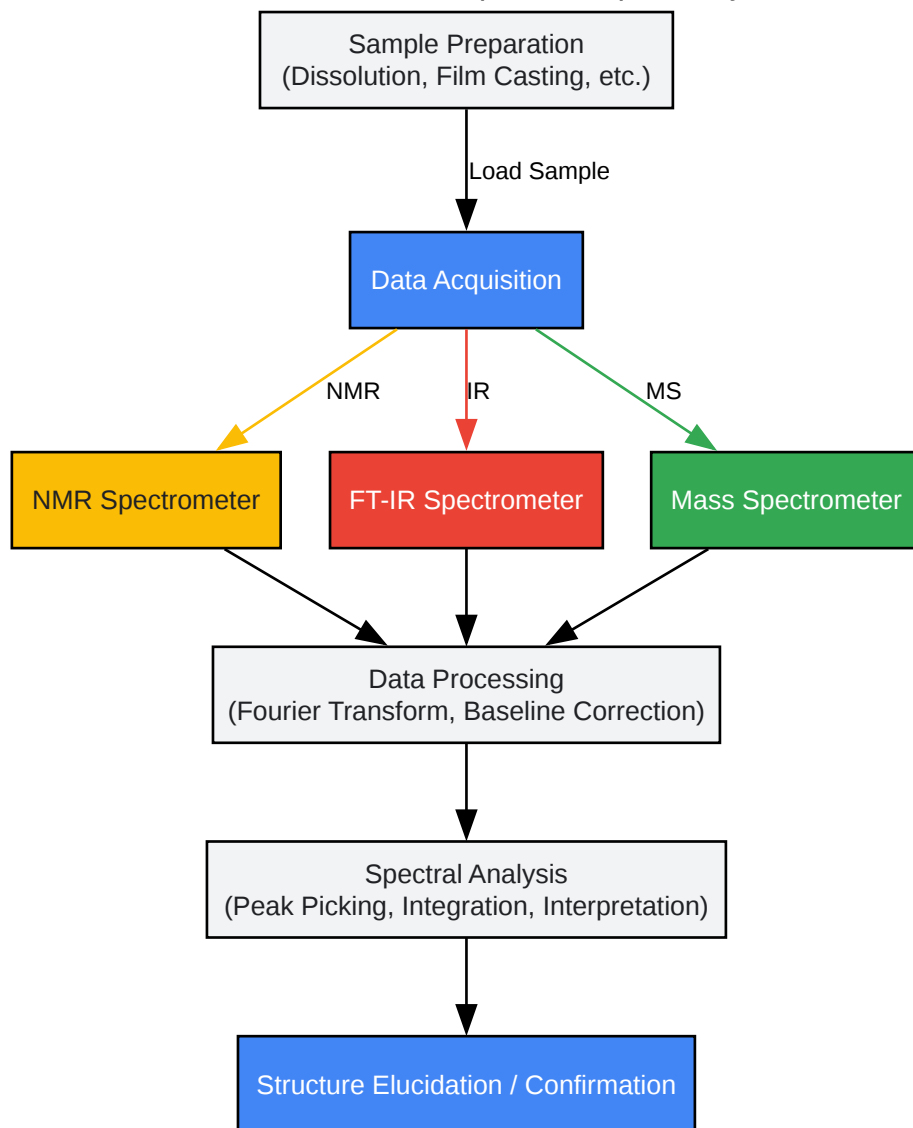 Sample Preparation
(Dissolution, Film Casting, etc.)
Load Sample
Data Acquisition
NMR
IR
MS
NMR Spectrometer
FT-IR Spectrometer
Mass Spectrometer
Data Processing
(Fourier Transform, Baseline Correction)
Spectral Analysis
(Peak Picking, Integration, Interpretation)
Structure Elucidation / Confirmation